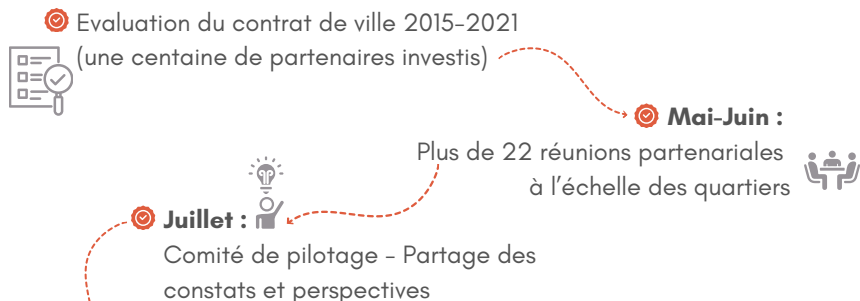 Evaluation du contrat de ville 2015-2021
(une centaine de partenaires investis)
Mai-Juin :
Plus de 22 réunions partenariales
à l'échelle des quartiers
Juillet :
Comité de pilotage - Partage des
constats et perspectives